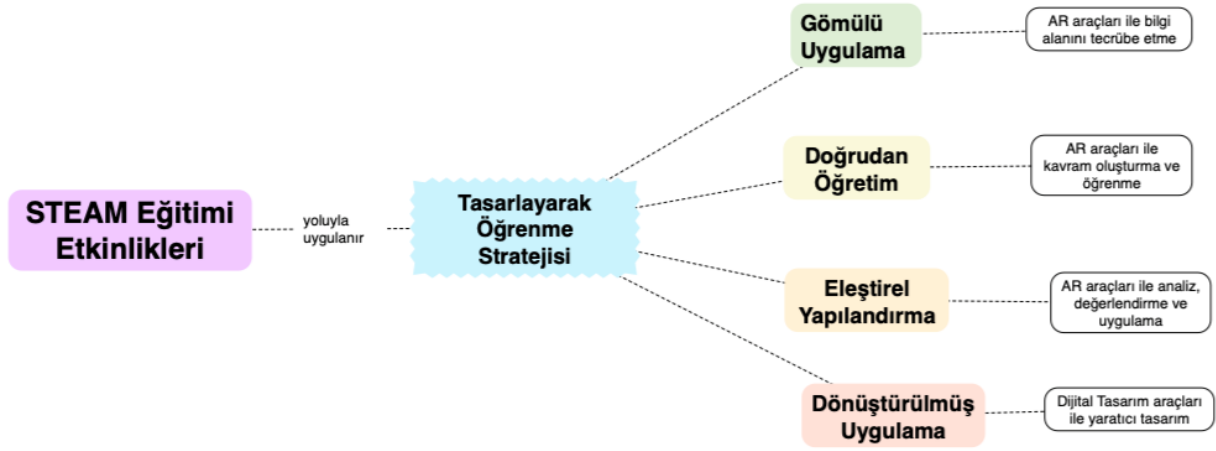 STEAM Eğitimi
Etkinlikleri
yoluyla
uygulanır
Tasarlayarak
Öğrenme
Stratejisi
Gömülü
Uygulama
AR araçları ile bilgi
alanını tecrübe etme
Doğrudan
Öğretim
AR araçları ile
kavram oluşturma ve
öğrenme
Eleştirel
Yapılandırma
AR araçları ile analiz,
değerlendirme ve
uygulama
Dönüştürülmüş
Uygulama
Dijital Tasarım araçları
ile yaratıcı tasarım